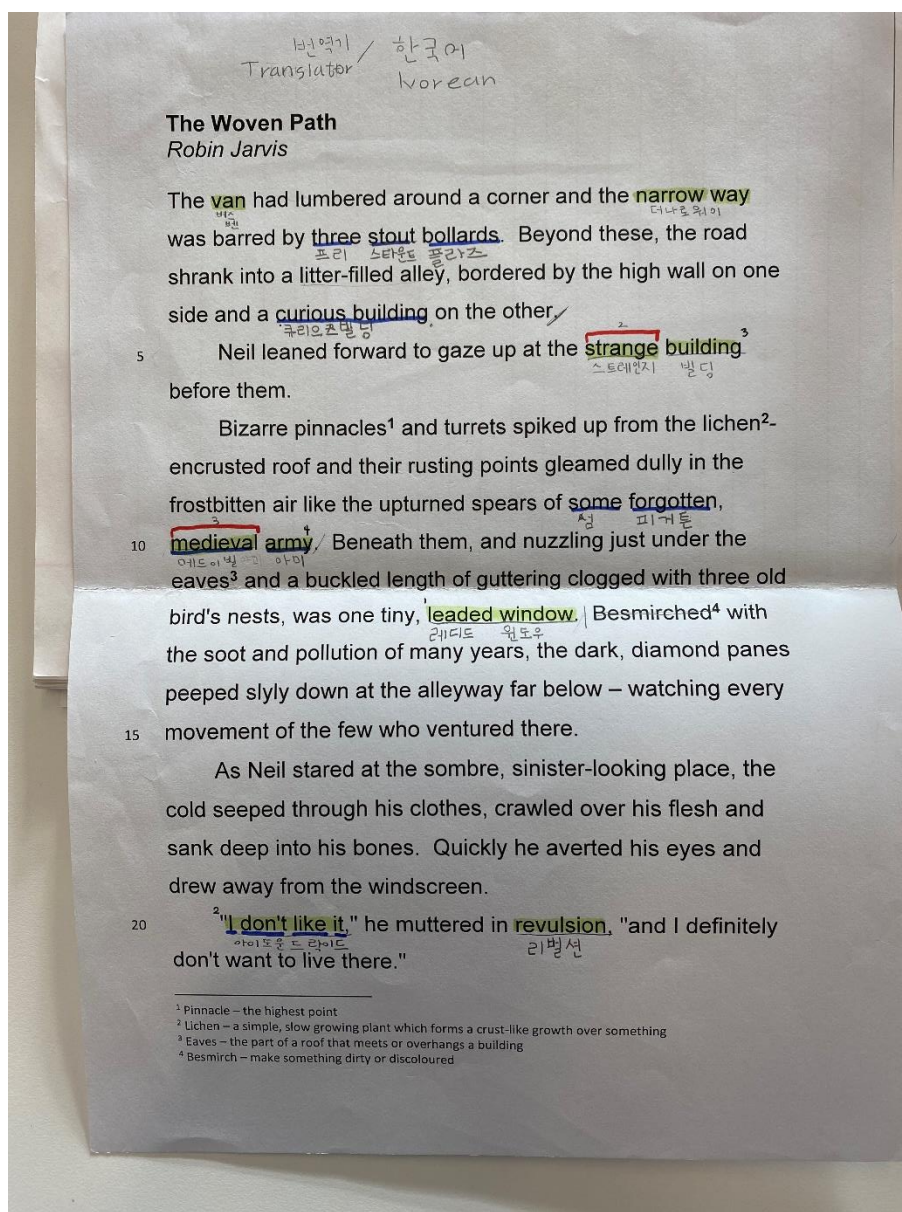 번역기 / 한국어
Translator Korean
The Woven Path
Robin Jarvis
The van had lumbered around a corner and the narrow way
더나로웨이
벤
was barred by three stout bollards. Beyond these, the road
프리 스타운드 폴라즈
shrank into a litter-filled alley, bordered by the high wall on one
side and a curious building on the other.
큐리으즈빌딩
2
3
5 Neil leaned forward to gaze up at the strange building
스트레인지 빌딩
before them.
Bizarre pinnacles¹ and turrets spiked up from the lichen²-
encrusted roof and their rusting points gleamed dully in the
frostbitten air like the upturned spears of some forgotten,
썸 피거튼
3
4
10 medieval army. Beneath them, and nuzzling just under the
아미
eaves³ and a buckled length of guttering clogged with three old
bird's nests, was one tiny, leaded window. Besmirched⁴ with
레디드 윈도우
the soot and pollution of many years, the dark, diamond panes
peeped slyly down at the alleyway far below – watching every
15 movement of the few who ventured there.
As Neil stared at the sombre, sinister-looking place, the
cold seeped through his clothes, crawled over his flesh and
sank deep into his bones. Quickly he averted his eyes and
drew away from the windscreen.
2
20 "I don't like it," he muttered in revulsion, "and I definitely
아이도운드 라이드 리벌션
don't want to live there."
¹ Pinnacle – the highest point
² Lichen – a simple, slow growing plant which forms a crust-like growth over something
³ Eaves – the part of a roof that meets or overhangs a building
⁴ Besmirch – make something dirty or discoloured